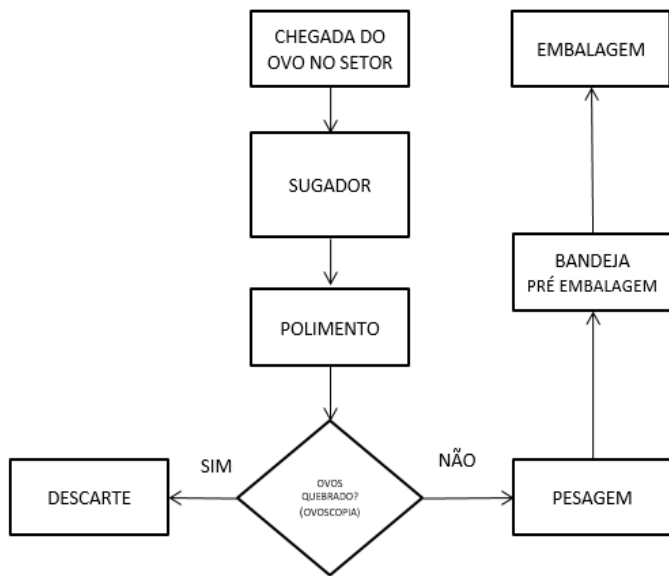 CHEGADA DO
OVO NO SETOR
SUGADOR
POLIMENTO
OVOS
QUEBRADO?
(OVOSCOPIA)
SIM
DESCARTE
NÃO
PESAGEM
BANDEJA
PRÉ EMBALAGEM
EMBALAGEM